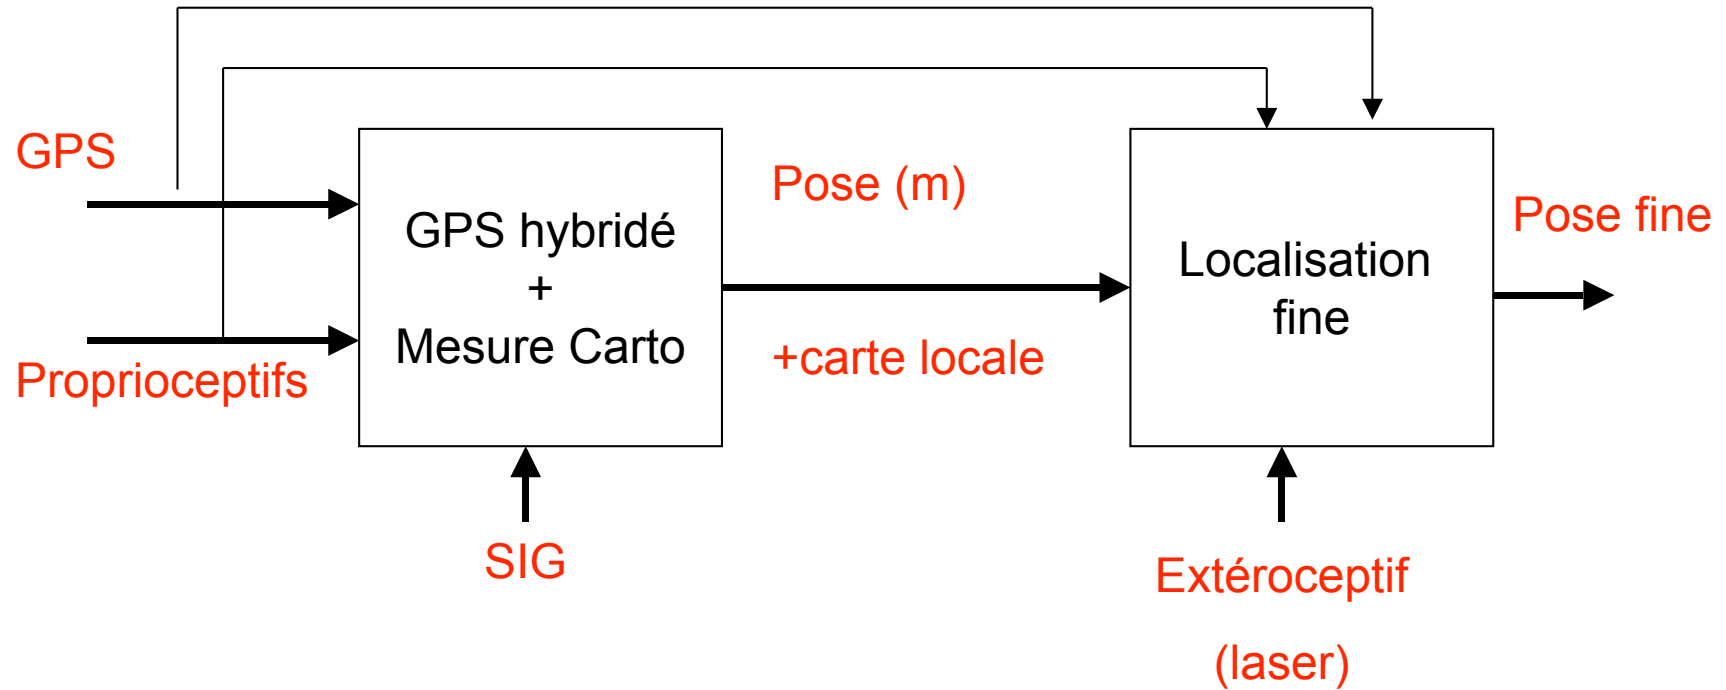 GPS
Proprioceptifs
GPS hybridé
+
Mesure Carto
SIG
Pose (m)
+carte locale
Localisation
fine
Extéroceptif
(laser)
Pose fine